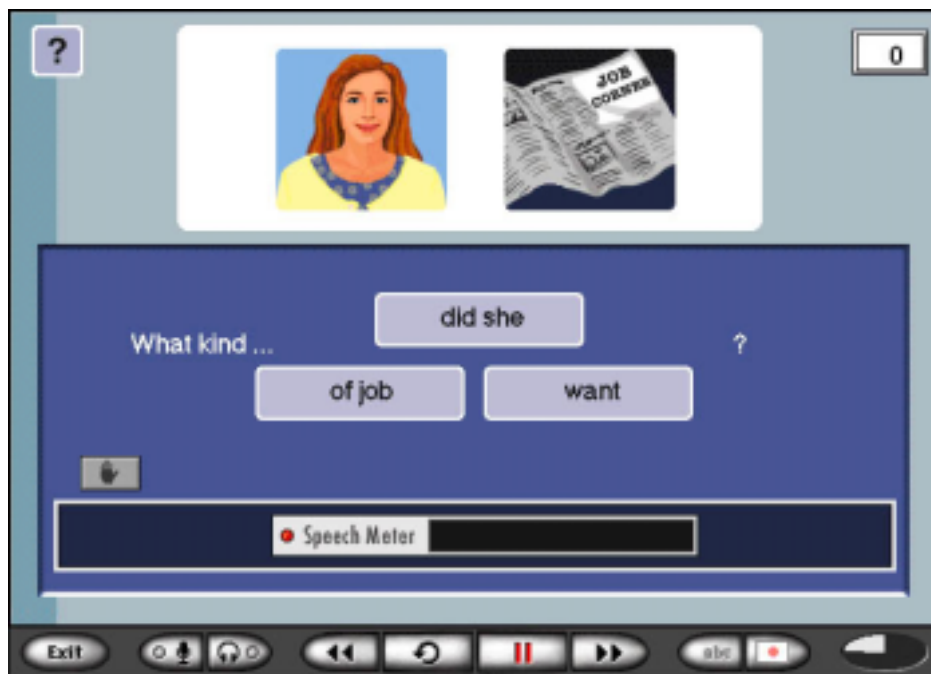 ?
0
JOB
CORNER
did she
What kind ... ?
of job want
Speech Meter
Exit
abc